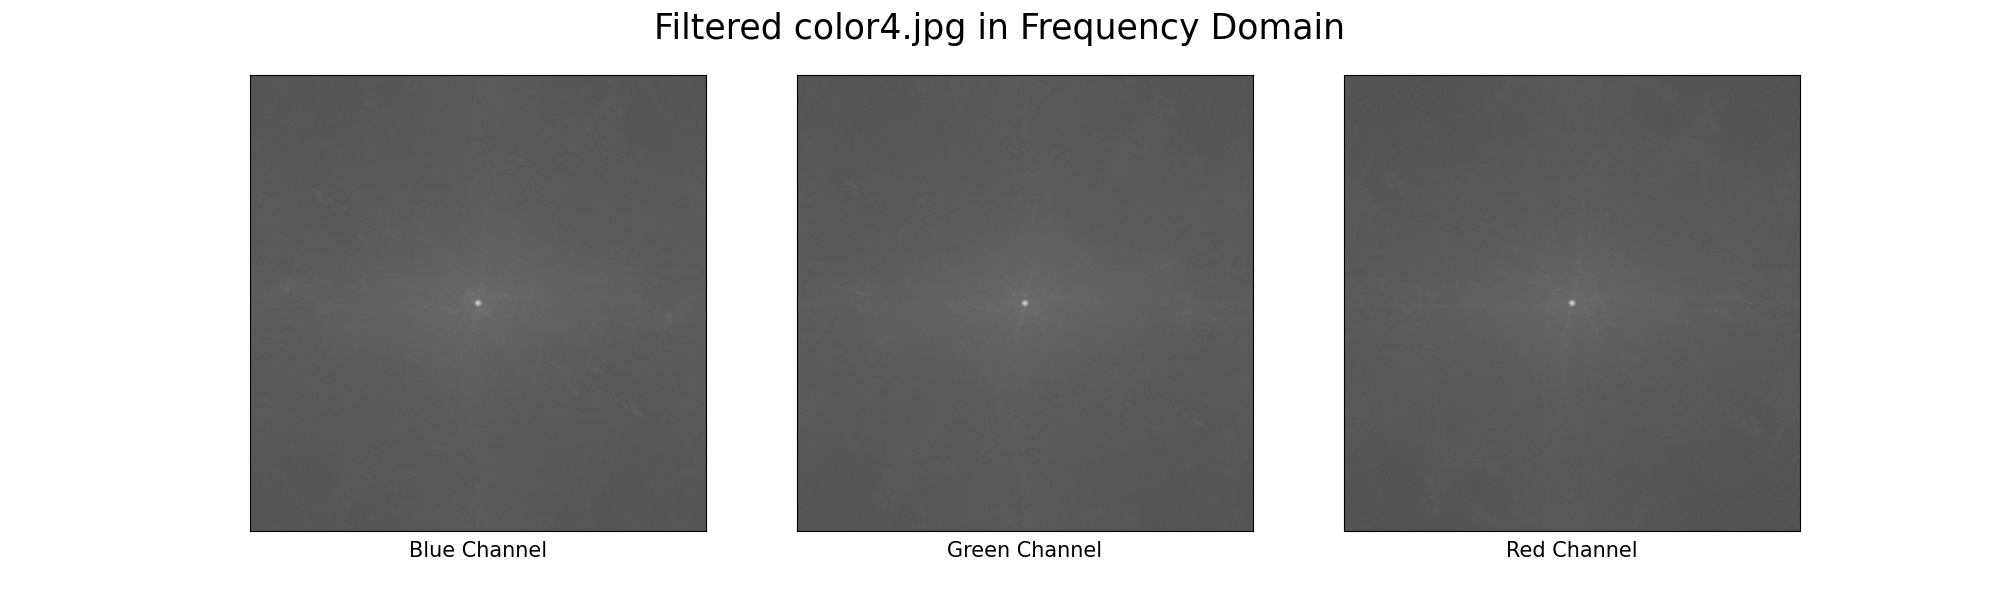 Filtered color4.jpg in Frequency Domain
Blue Channel
Green Channel
Red Channel